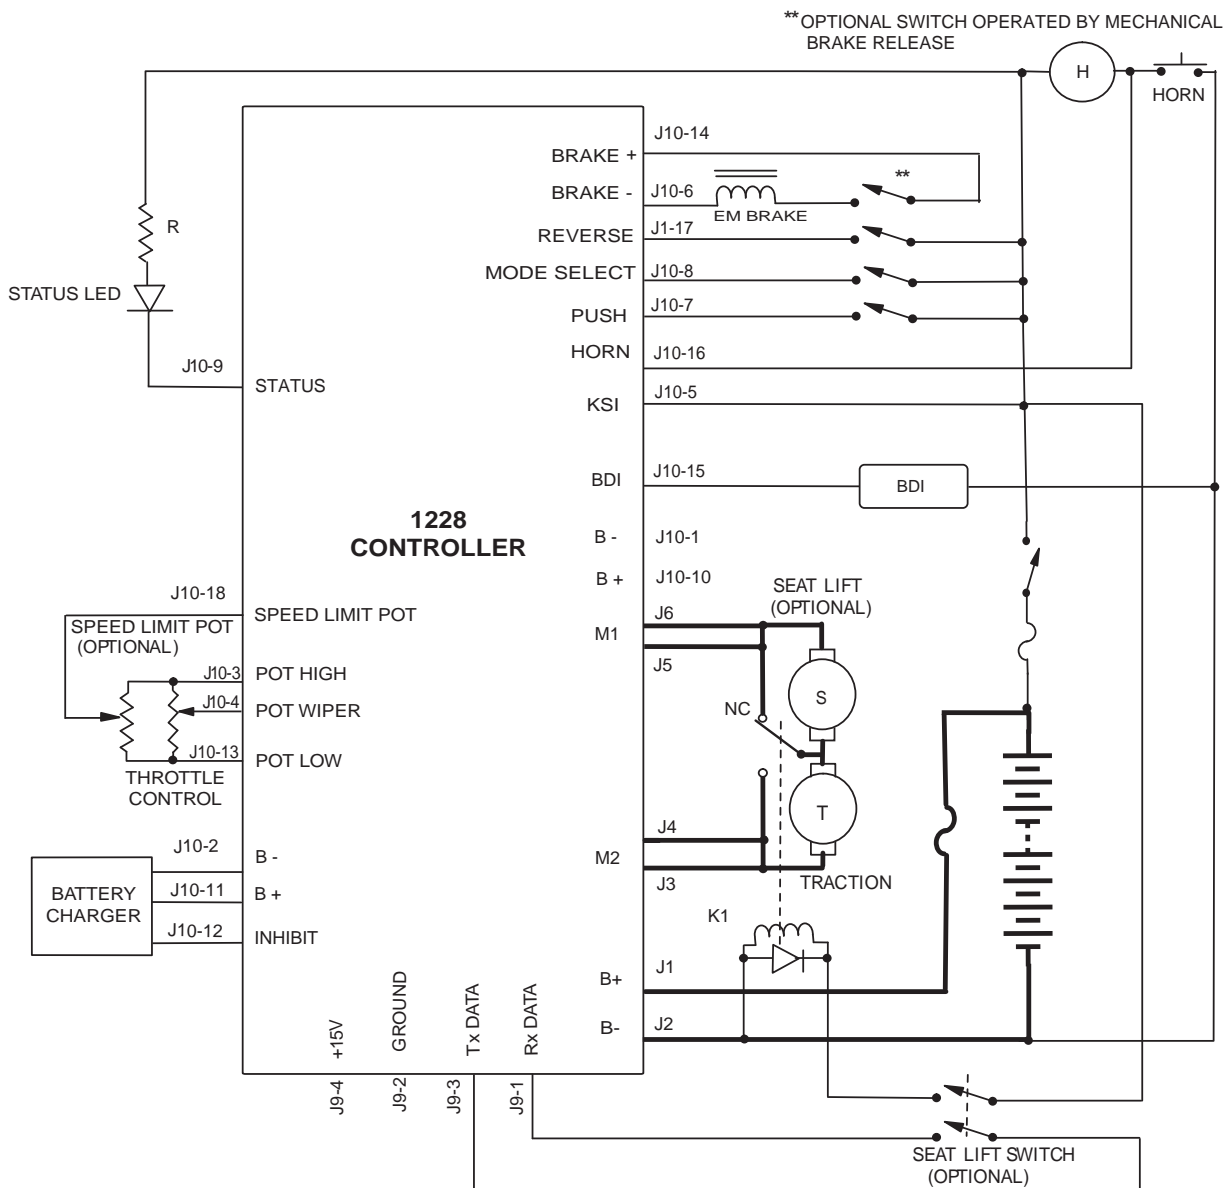 **OPTIONAL SWITCH OPERATED BY MECHANICAL
BRAKE RELEASE
H
HORN
J10-14
BRAKE +
**
BRAKE -
J10-6
EM BRAKE
R
REVERSE
J1-17
MODE SELECT
J10-8
STATUS LED
PUSH
J10-7
HORN
J10-16
J10-9
STATUS
KSI
J10-5
BDI
J10-15
BDI
1228
CONTROLLER
B -
J10-1
B +
J10-10
SEAT LIFT
(OPTIONAL)
J10-18
SPEED LIMIT POT
SPEED LIMIT POT
(OPTIONAL)
J6
M1
J5
J10-3
POT HIGH
J10-4
POT WIPER
NC
S
J10-13
POT LOW
THROTTLE
CONTROL
T
J4
J10-2
B -
M2
J3
TRACTION
BATTERY
CHARGER
J10-11
B +
K1
J10-12
INHIBIT
J1
B+
B-
J2
+15V
GROUND
Tx DATA
Rx DATA
J9-4
J9-2
J9-3
J9-1
SEAT LIFT SWITCH
(OPTIONAL)